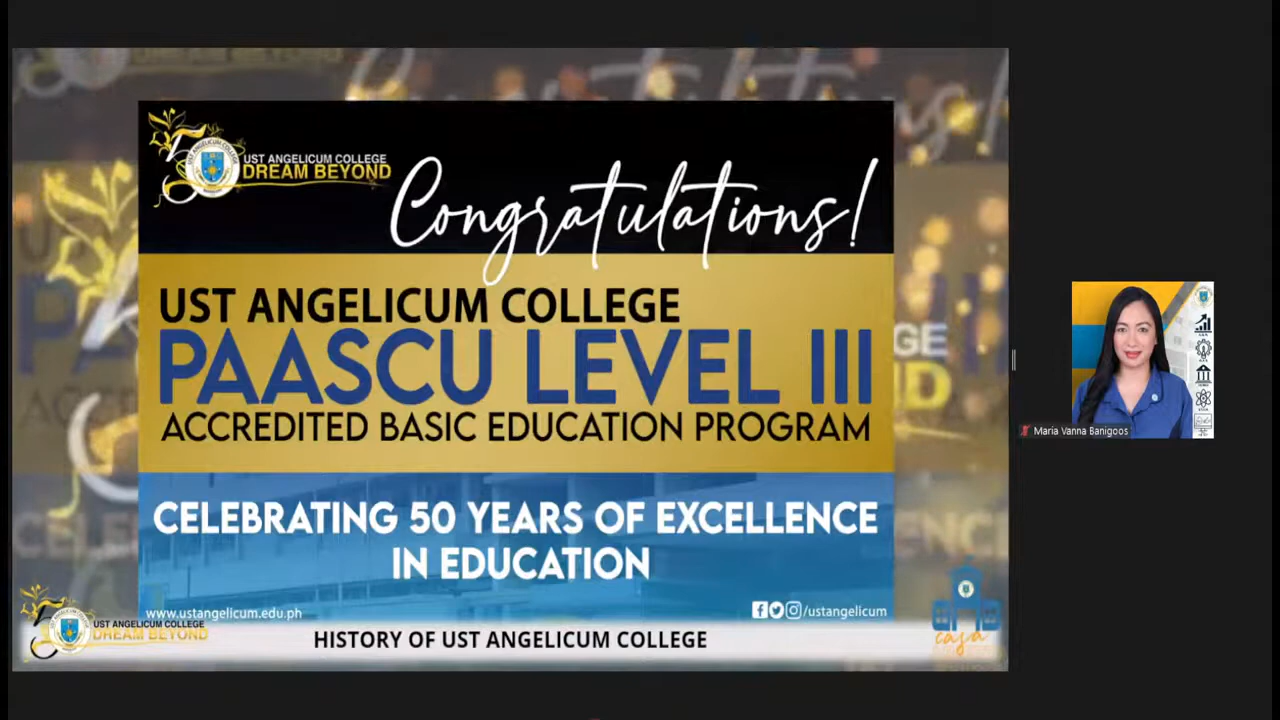 UST ANGELICUM COLLEGE
DREAM BEYOND
Congratulations!
UST ANGELICUM COLLEGE
PAASCU LEVEL III
ACCREDITED BASIC EDUCATION PROGRAM
CELEBRATING 50 YEARS OF EXCELLENCE
IN EDUCATION
www.ustangelicum.edu.ph
/ustangelicum
UST ANGELICUM COLLEGE
DREAM BEYOND
HISTORY OF UST ANGELICUM COLLEGE
casa
Maria Vanna Banigoos